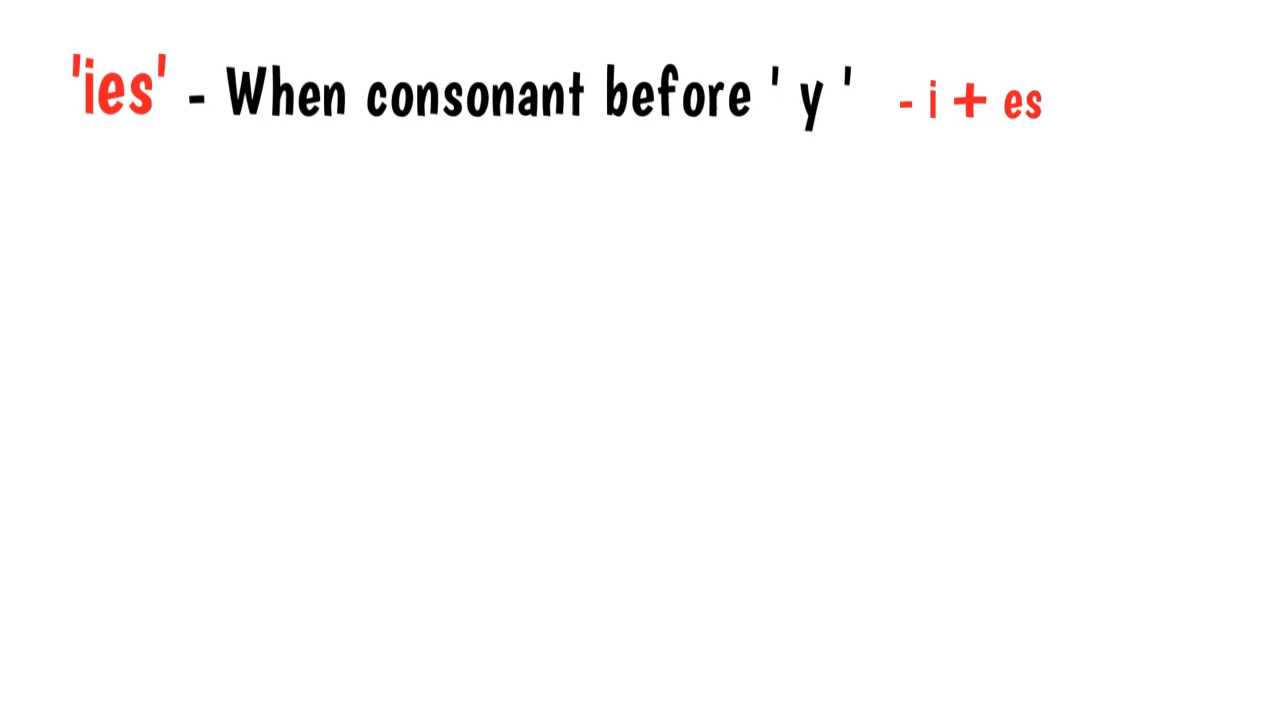 'ies' - When consonant before ' y ' - i + es